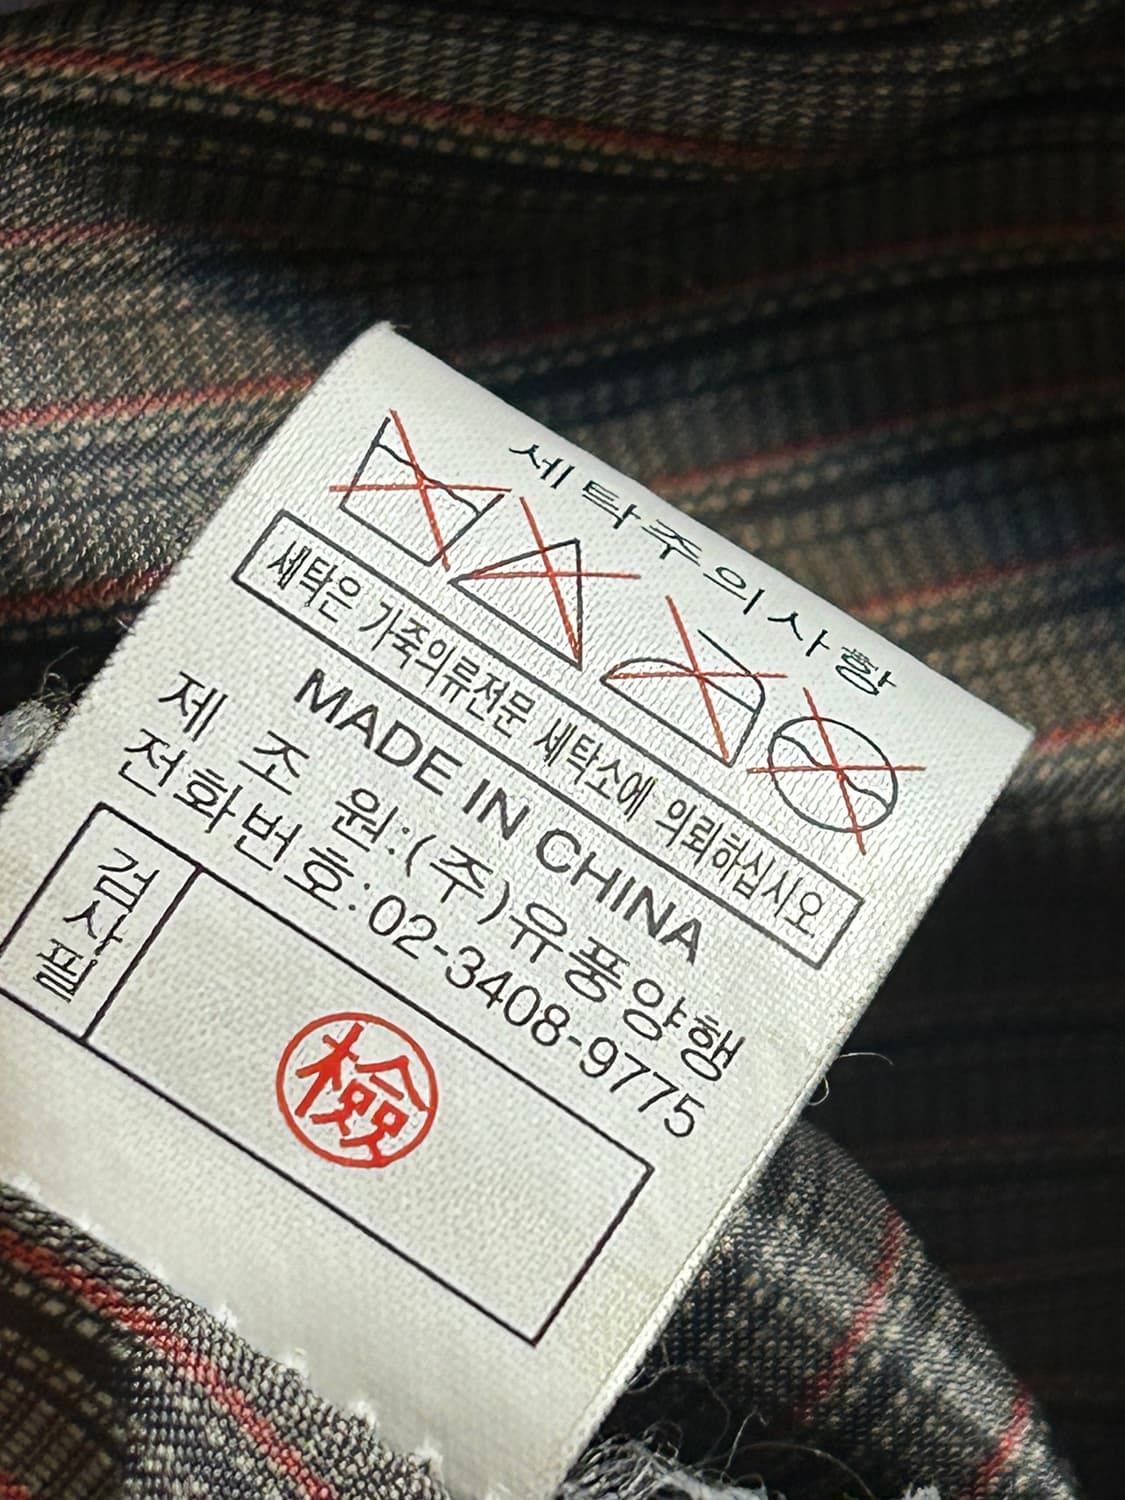 세탁주의사항
세탁은 가죽의류전문 세탁소에 의뢰하십시오
MADE IN CHINA
제 조 원:(주)유풍양행
전화번호:02-3408-9775
검사필
檢